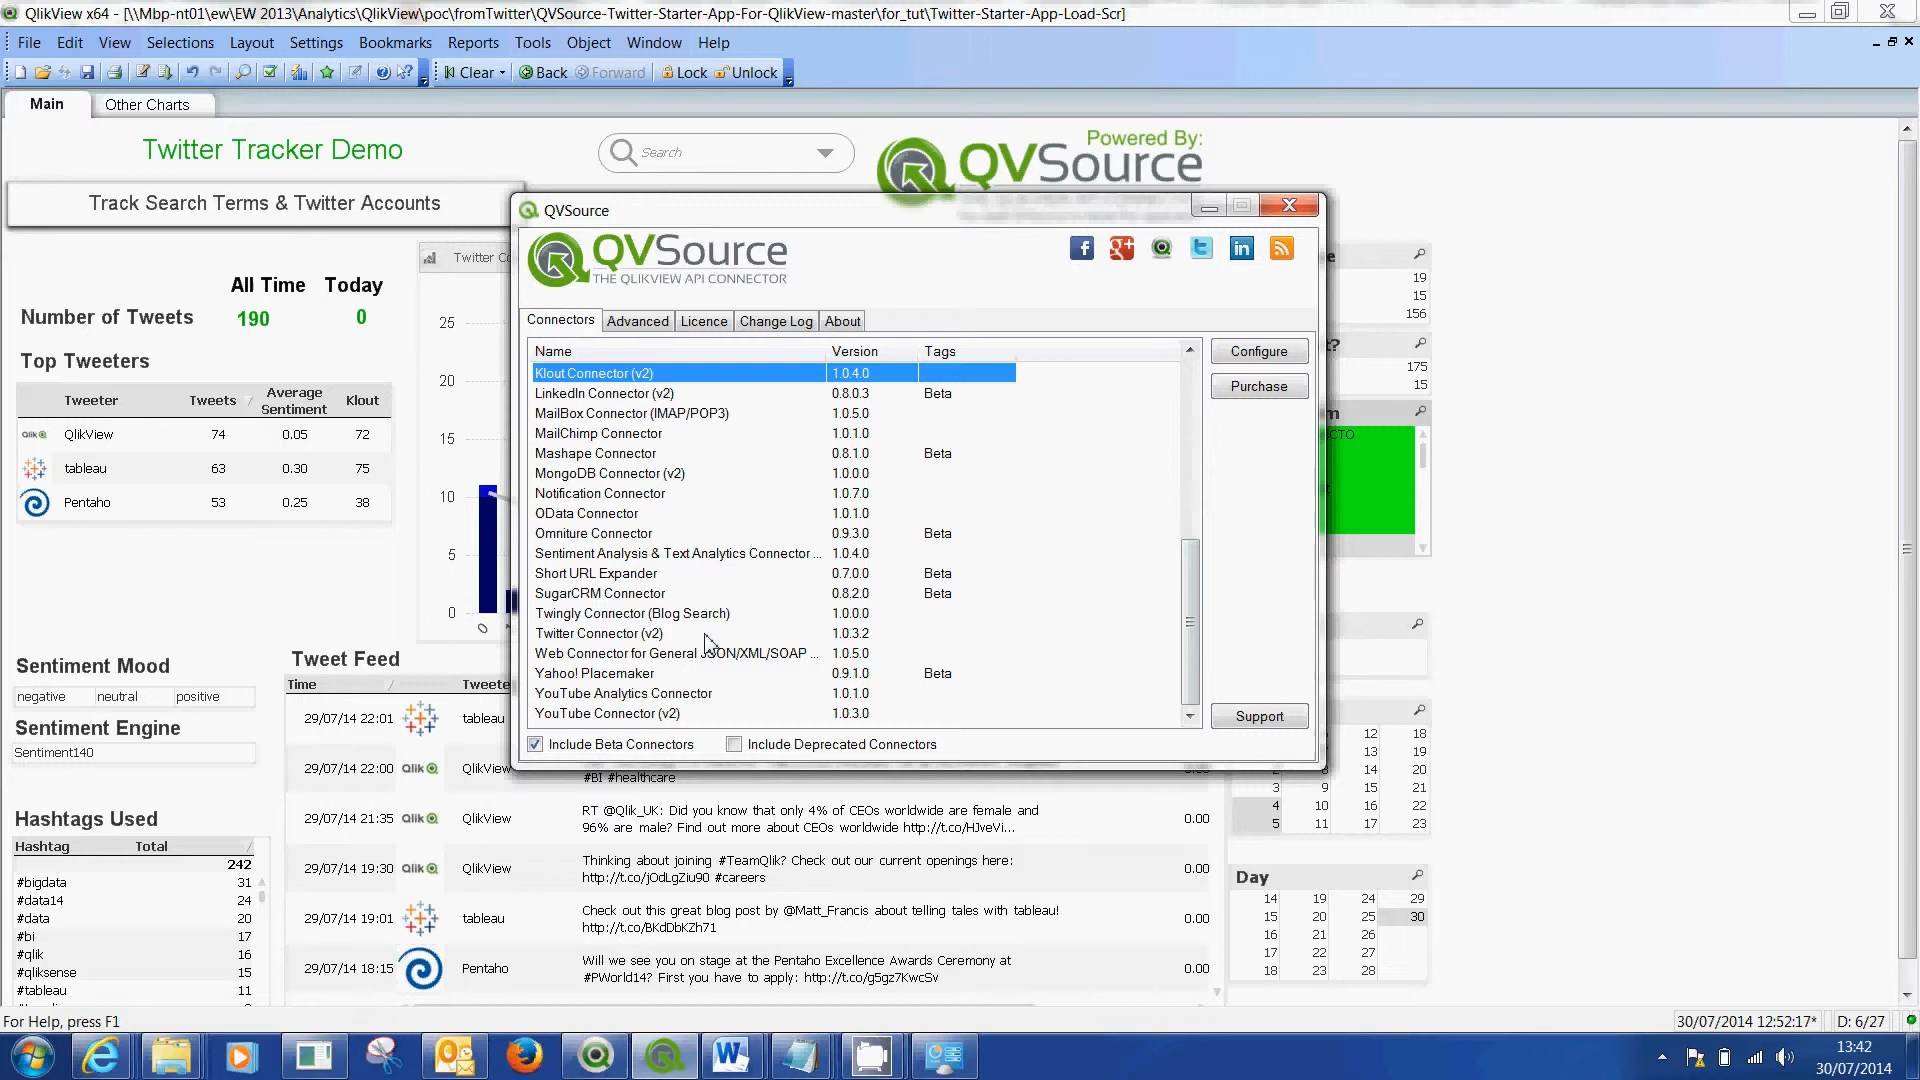 QlikView x64 - [\\Mbp-nt01\ew\EW 2013\Analytics\QlikView\poc\fromTwitter\QVSource-Twitter-Starter-App-For-QlikView-master\for_tut\Twitter-Starter-App-Load-Scr]
File Edit View Selections Layout Settings Bookmarks Reports Tools Object Window Help
Clear Back Forward Lock Unlock
Main Other Charts
Twitter Tracker Demo
Search
Powered By:
QVSource
Track Search Terms & Twitter Accounts
All Time Today
Number of Tweets 190 0
Top Tweeters
Tweeter Tweets Average Sentiment Klout
Qlik QlikView 74 0.05 72
tableau 63 0.30 75
Pentaho 53 0.25 38
Twitter Co
25
20
15
10
5
0
QVSource
QVSource
THE QLIKVIEW API CONNECTOR
Connectors Advanced Licence Change Log About
Name Version Tags
Klout Connector (v2) 1.0.4.0
LinkedIn Connector (v2) 0.8.0.3 Beta
MailBox Connector (IMAP/POP3) 1.0.5.0
MailChimp Connector 1.0.1.0
Mashape Connector 0.8.1.0 Beta
MongoDB Connector (v2) 1.0.0.0
Notification Connector 1.0.7.0
OData Connector 1.0.1.0
Omniture Connector 0.9.3.0 Beta
Sentiment Analysis & Text Analytics Connector ... 1.0.4.0
Short URL Expander 0.7.0.0 Beta
SugarCRM Connector 0.8.2.0 Beta
Twingly Connector (Blog Search) 1.0.0.0
Twitter Connector (v2) 1.0.3.2
Web Connector for General JSON/XML/SOAP ... 1.0.5.0
Yahoo! Placemaker 0.9.1.0 Beta
YouTube Analytics Connector 1.0.1.0
YouTube Connector (v2) 1.0.3.0
Configure
Purchase
Support
Include Beta Connectors Include Deprecated Connectors
e
19
15
156
?
175
15
m
CTO
Sentiment Mood
negative neutral positive
Sentiment Engine
Sentiment140
Hashtags Used
Hashtag Total
242
#bigdata 31
#data14 24
#data 20
#bi 17
#qlik 16
#qliksense 15
#tableau 11
Tweet Feed
Time Tweete
29/07/14 22:01 tableau
29/07/14 22:00 Qlik QlikView
#BI #healthcare
29/07/14 21:35 Qlik QlikView RT @Qlik_UK: Did you know that only 4% of CEOs worldwide are female and 0.00
96% are male? Find out more about CEOs worldwide http://t.co/HJveVi...
29/07/14 19:30 Qlik QlikView Thinking about joining #TeamQlik? Check out our current openings here: 0.00
http://t.co/jOdLgZiu90 #careers
29/07/14 19:01 tableau Check out this great blog post by @Matt_Francis about telling tales with tableau! 0.00
http://t.co/BKdDbKZh71
29/07/14 18:15 Pentaho Will we see you on stage at the Pentaho Excellence Awards Ceremony at 0.00
#PWorld14? First you have to apply: http://t.co/g5gz7KwcSv
12 18
13 19
14 20
3 9 15 21
4 10 16 22
5 11 17 23
Day
14 19 24 29
15 20 25 30
16 21 26
17 22 27
18 23 28
For Help, press F1
30/07/2014 12:52:17* D: 6/27
13:42
30/07/2014